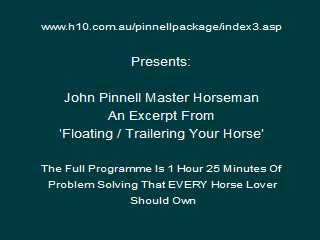 www.h10.com.au/pinnellpackage/index3.asp
Presents:
John Pinnell Master Horseman
An Excerpt From
'Floating / Trailering Your Horse'
The Full Programme Is 1 Hour 25 Minutes Of
Problem Solving That EVERY Horse Lover
Should Own